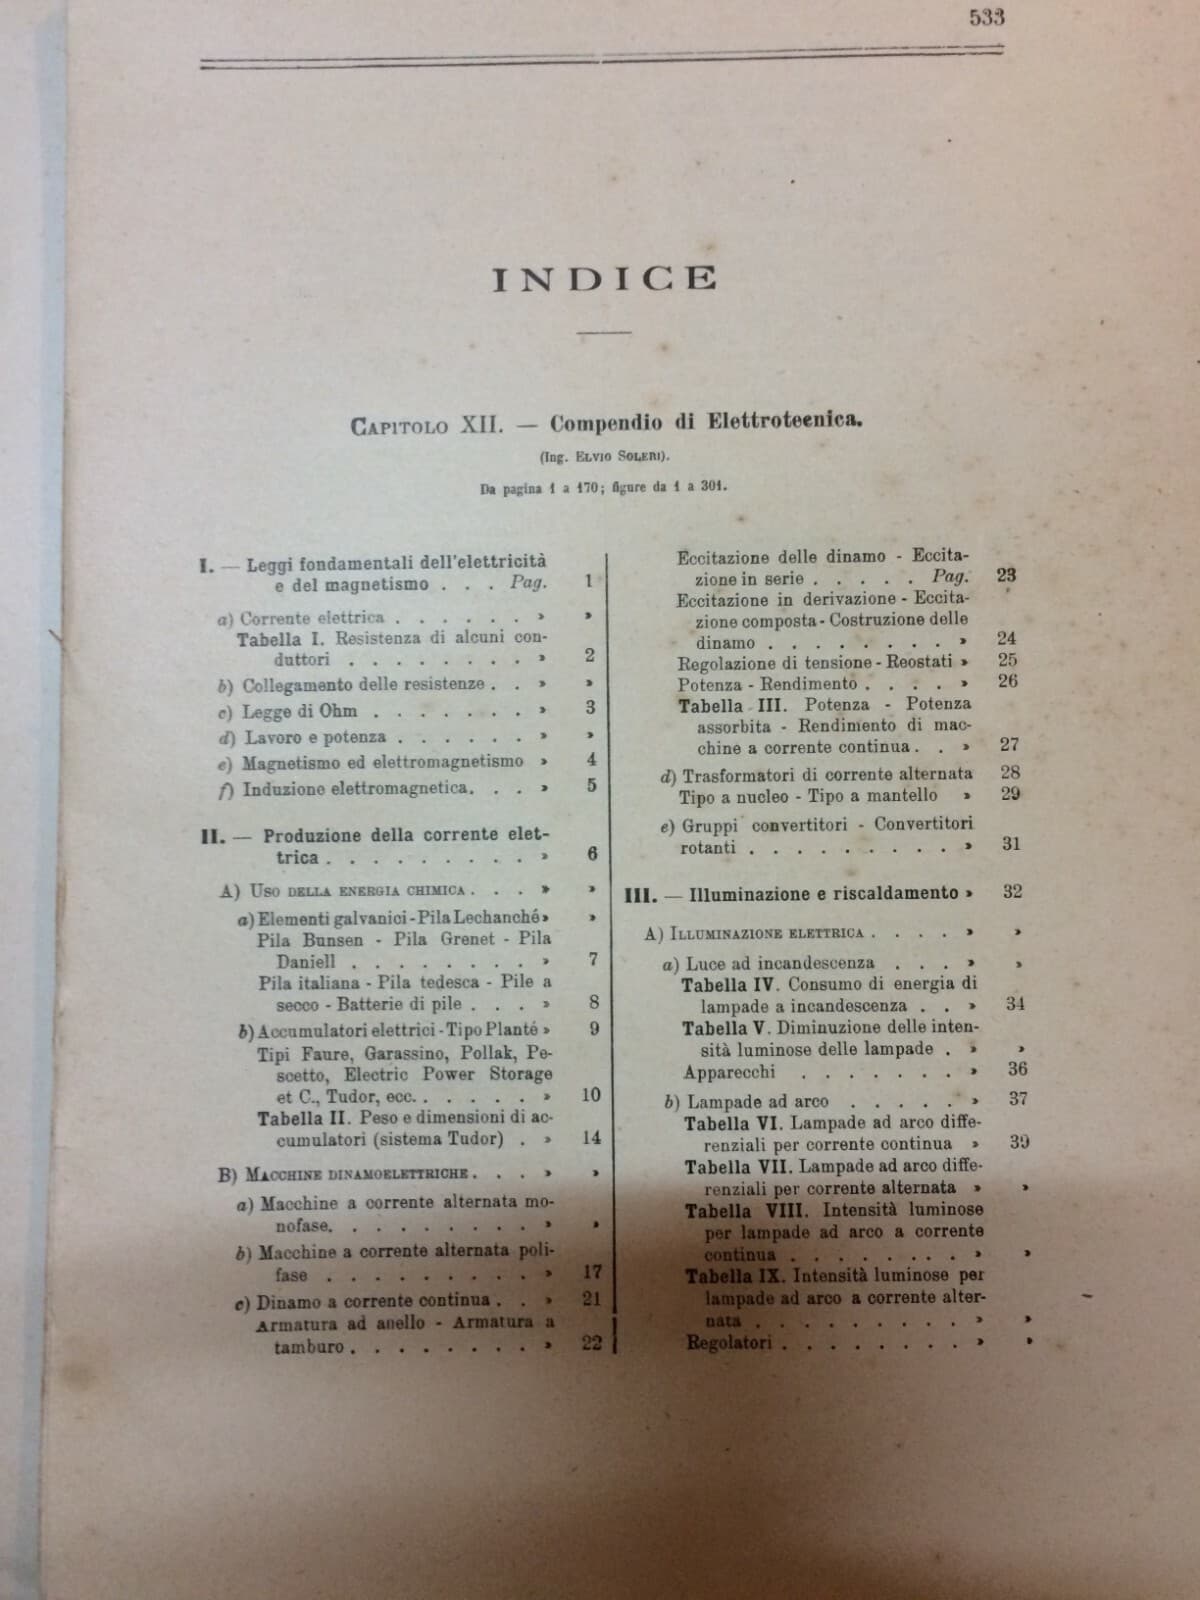 533
INDICE
CAPITOLO XII. — Compendio di Elettrotecnica.
(Ing. ELVIO SOLERI).
Da pagina 1 a 170; figure da 1 a 301.
I. — Leggi fondamentali dell'elettricità
e del magnetismo . . . Pag. 1
a) Corrente elettrica . . . . . . » »
Tabella I. Resistenza di alcuni con-
duttori . . . . . . . . . » 2
b) Collegamento delle resistenze . . » »
c) Legge di Ohm . . . . . . . » 3
d) Lavoro e potenza . . . . . . » »
e) Magnetismo ed elettromagnetismo » 4
f) Induzione elettromagnetica. . . . » 5
II. — Produzione della corrente elet-
trica . . . . . . . . . » 6
A) USO DELLA ENERGIA CHIMICA . . . » »
a) Elementi galvanici - Pila Lechanché » »
Pila Bunsen - Pila Grenet - Pila
Daniell . . . . . . . . » 7
Pila italiana - Pila tedesca - Pile a
secco - Batterie di pile . . . . » 8
b) Accumulatori elettrici - Tipo Planté » 9
Tipi Faure, Garassino, Pollak, Pe-
scetto, Electric Power Storage
et C., Tudor, ecc. . . . . . » 10
Tabella II. Peso e dimensioni di ac-
cumulatori (sistema Tudor) . » 14
B) MACCHINE DINAMOELETTRICHE . . . » »
a) Macchine a corrente alternata mo-
nofase. . . . . . . . . » »
b) Macchine a corrente alternata poli-
fase . . . . . . . . . » 17
c) Dinamo a corrente continua . . » 21
Armatura ad anello - Armatura a
tamburo . . . . . . . . » 22
Eccitazione delle dinamo - Eccita-
zione in serie . . . . . Pag. 23
Eccitazione in derivazione - Eccita-
zione composta - Costruzione delle
dinamo . . . . . . . . » 24
Regolazione di tensione - Reostati » 25
Potenza - Rendimento . . . . » 26
Tabella III. Potenza - Potenza
assorbita - Rendimento di mac-
chine a corrente continua . . » 27
d) Trasformatori di corrente alternata 28
Tipo a nucleo - Tipo a mantello » 29
e) Gruppi convertitori - Convertitori
rotanti . . . . . . . . . » 31
III. — Illuminazione e riscaldamento » 32
A) ILLUMINAZIONE ELETTRICA . . . . » »
a) Luce ad incandescenza . . . » »
Tabella IV. Consumo di energia di
lampade a incandescenza . . » 34
Tabella V. Diminuzione delle inten-
sità luminose delle lampade . » »
Apparecchi . . . . . . . » 36
b) Lampade ad arco . . . . . » 37
Tabella VI. Lampade ad arco diffe-
renziali per corrente continua » 39
Tabella VII. Lampade ad arco diffe-
renziali per corrente alternata » »
Tabella VIII. Intensità luminose
per lampade ad arco a corrente
continua . . . . . . . . » »
Tabella IX. Intensità luminose per
lampade ad arco a corrente alter-
nata . . . . . . . . . . » »
Regolatori . . . . . . . . . » »